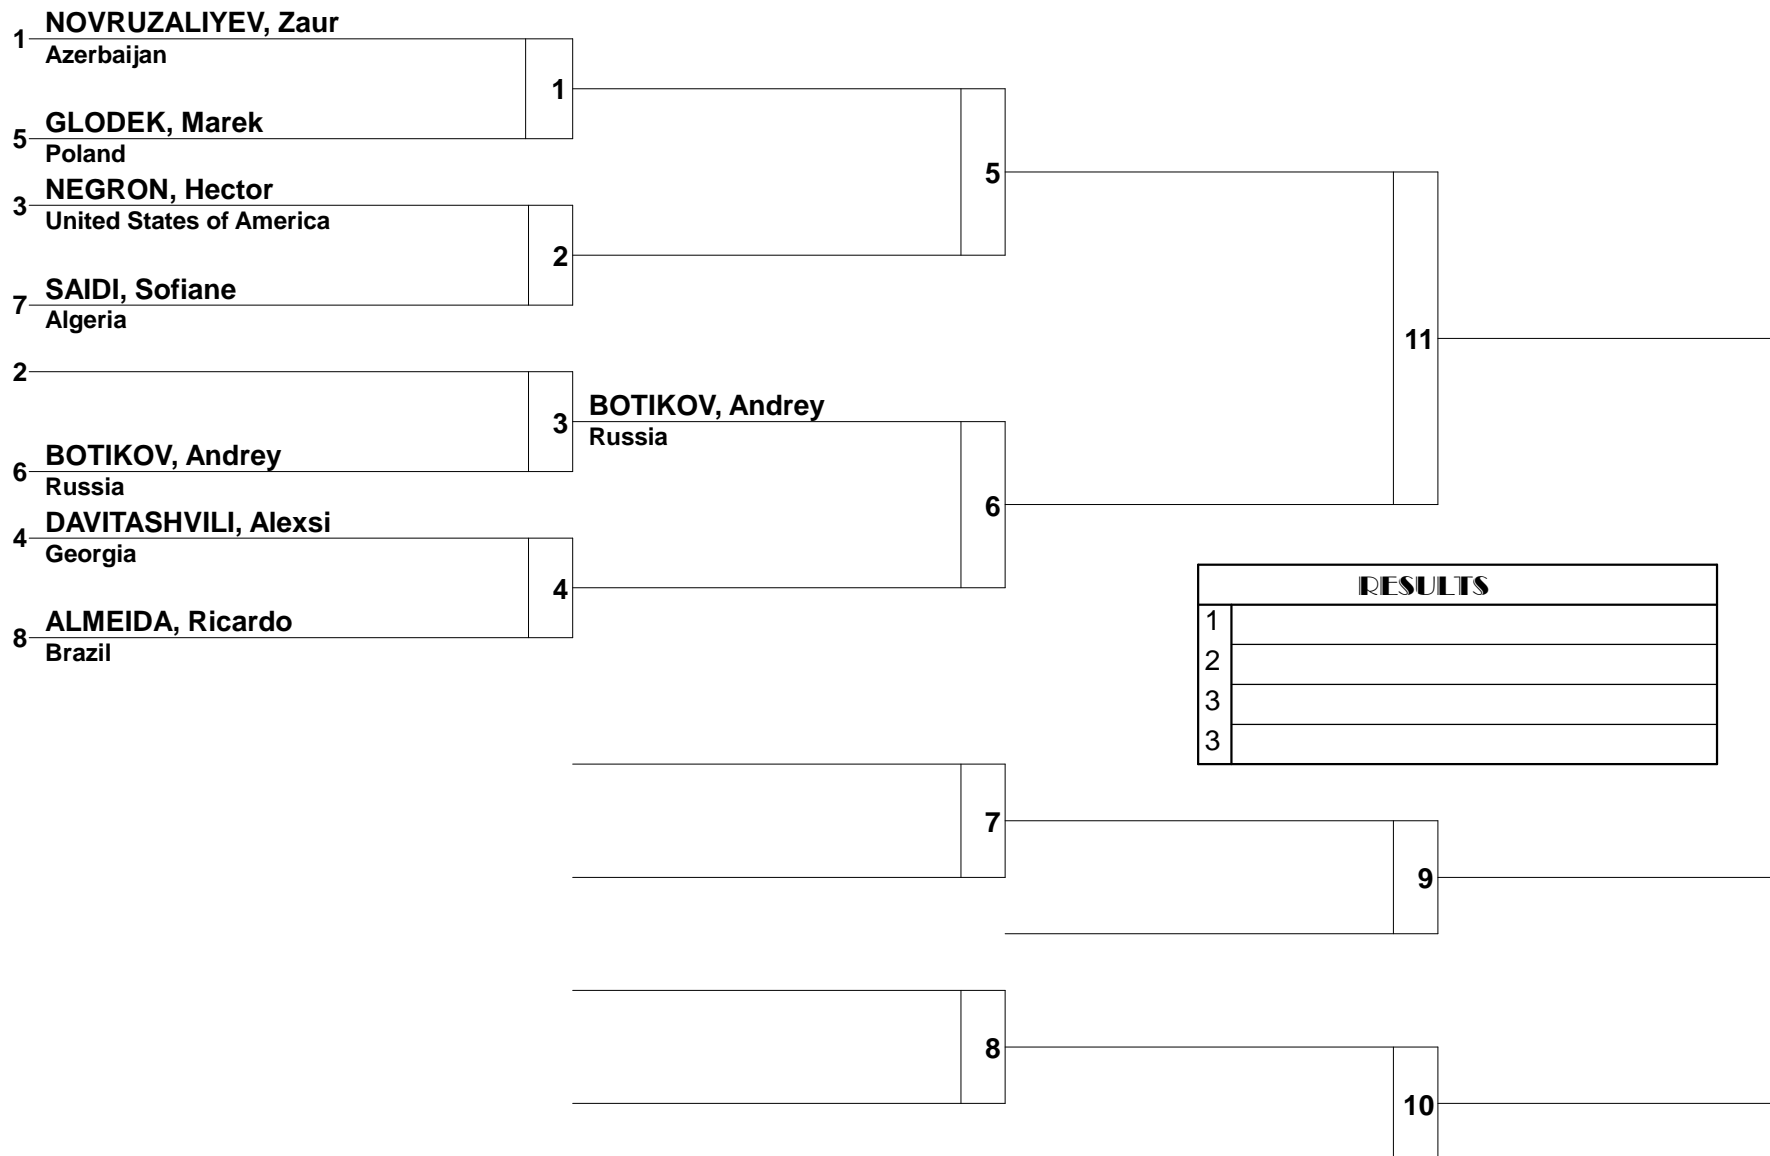 1 NOVRUZALIYEV, Zaur
Azerbaijan
1
5 GLODEK, Marek
Poland
3 NEGRON, Hector
United States of America
2
7 SAIDI, Sofiane
Algeria
5
2
3 BOTIKOV, Andrey
Russia
6 BOTIKOV, Andrey
Russia
4 DAVITASHVILI, Alexsi
Georgia
4
8 ALMEIDA, Ricardo
Brazil
6
11
RESULTS
1
2
3
3
7
9
8
10